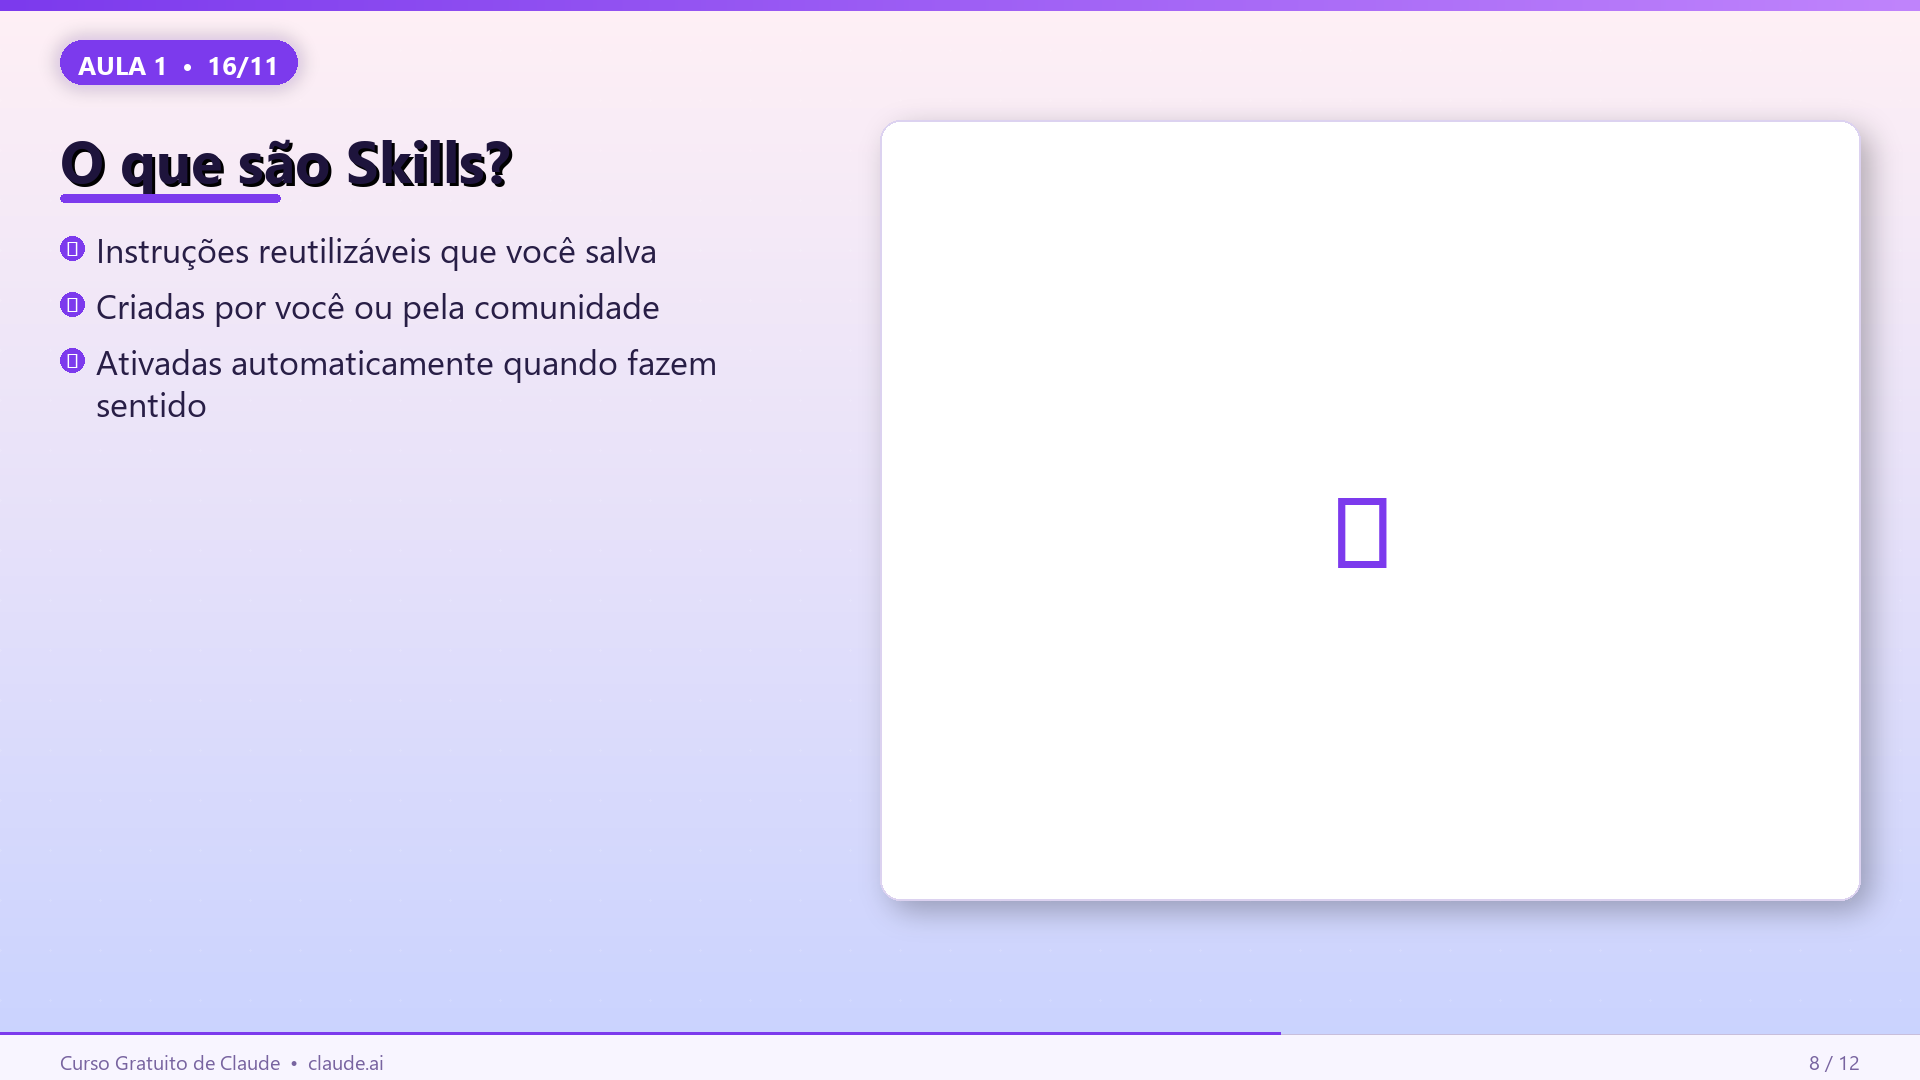 AULA 1 • 16/11
O que são Skills?
Instruções reutilizáveis que você salva
Criadas por você ou pela comunidade
Ativadas automaticamente quando fazem
sentido
Curso Gratuito de Claude • claude.ai
8 / 12